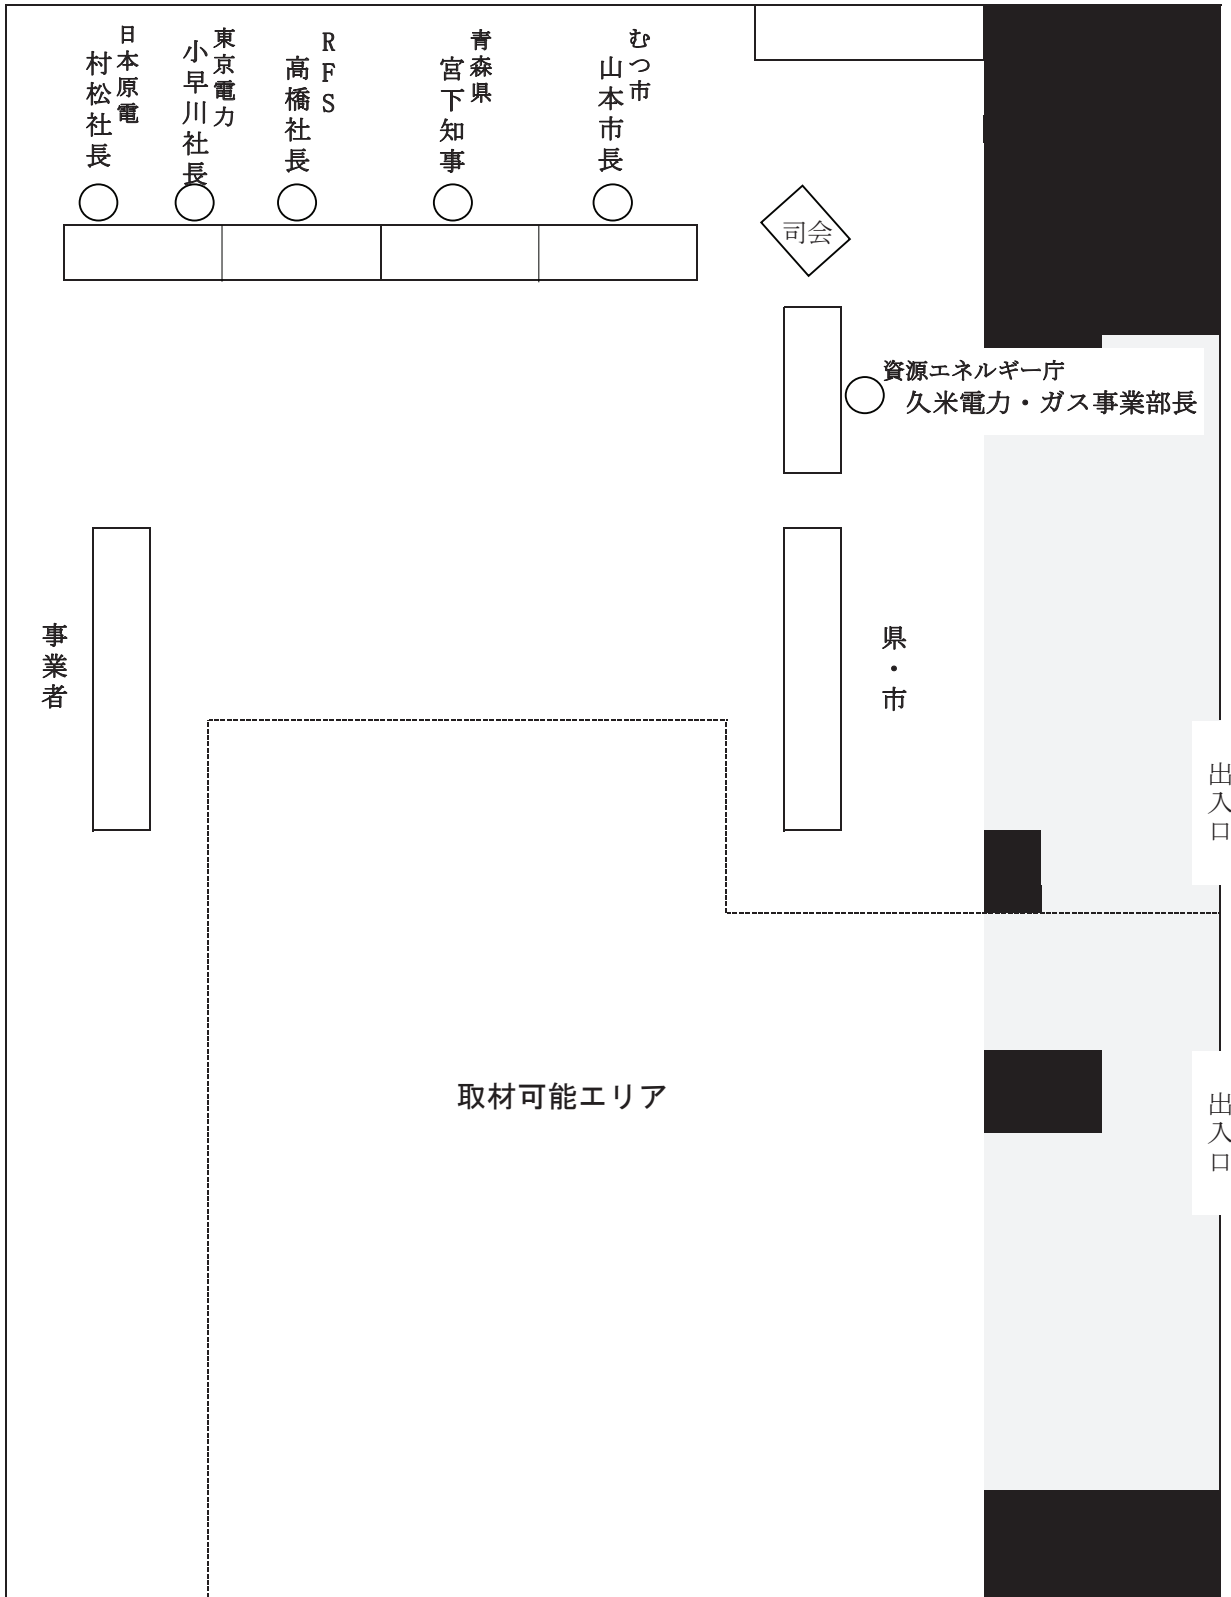 日本原電
村松社長
東京電力
小早川社長
RFS
高橋社長
青森県
宮下知事
むつ市
山本市長
司会
資源エネルギー庁
久米電力・ガス事業部長
事業者
県・市
出入口
取材可能エリア
出入口